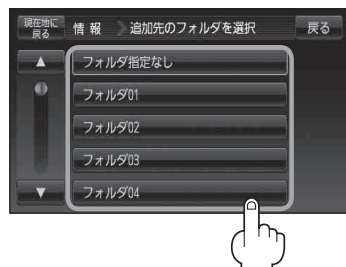 現在地に
戻る
情 報
追加先のフォルダを選択
戻る
▲
フォルダ指定なし
フォルダ01
フォルダ02
フォルダ03
▼
フォルダ04